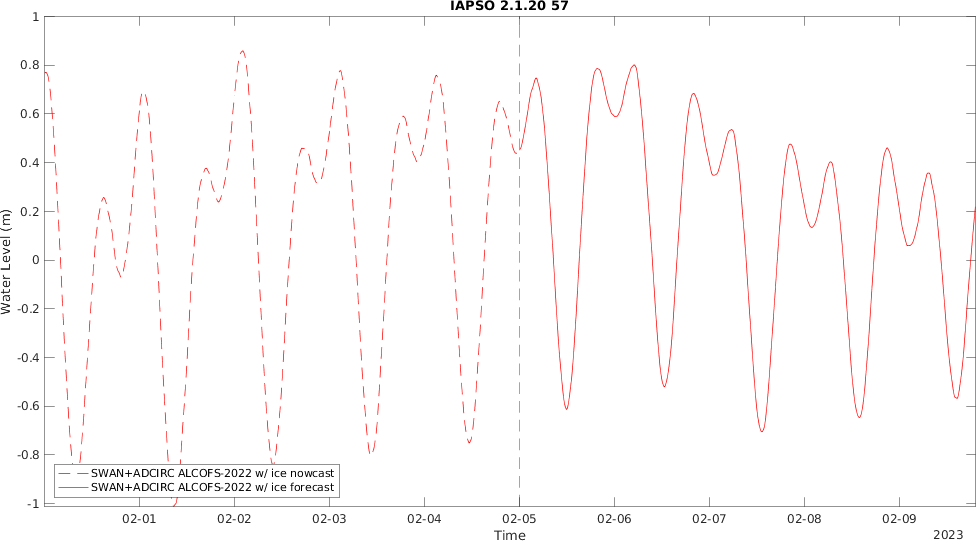 IAPSO 2.1.20 57
1
0.8
0.6
0.4
0.2
0
-0.2
-0.4
-0.6
-0.8
-1
Water Level (m)
SWAN+ADCIRC ALCOFS-2022 w/ ice nowcast
SWAN+ADCIRC ALCOFS-2022 w/ ice forecast
02-01 02-02 02-03 02-04 02-05 02-06 02-07 02-08 02-09
Time
2023